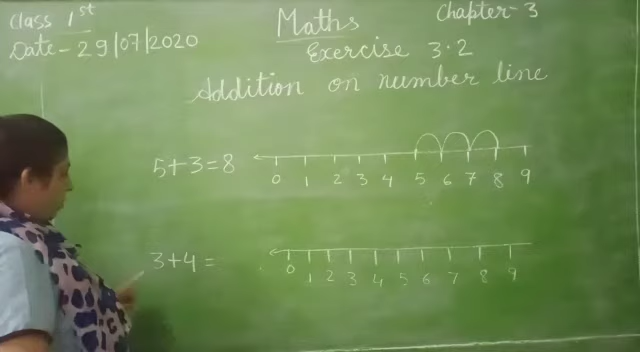 Class 1st
Maths
Chapter-3
Date-29/07/2020
Exercise 3.2
Addition on number line
5+3=8
0 1 2 3 4 5 6 7 8 9
3+4=
0 1 2 3 4 5 6 7 8 9